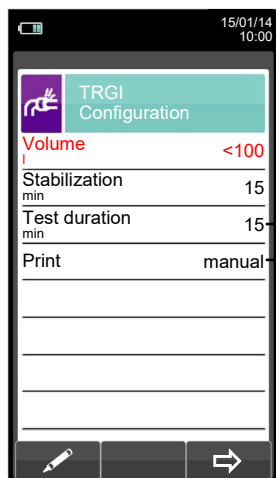 15/01/14
10:00
TRGI
Configuration
Volume <100
l
Stabilization 15
min
Test duration 15
min
Print manual